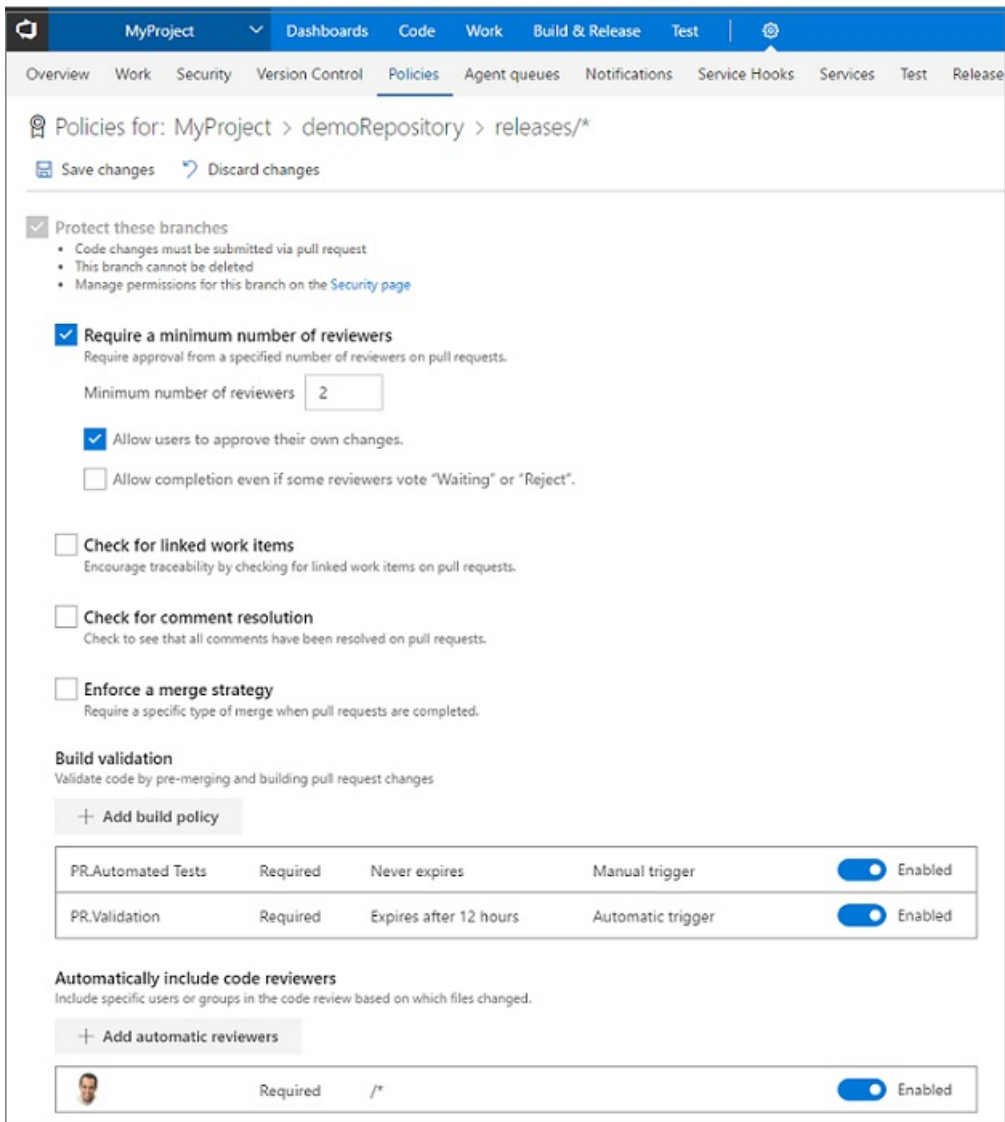 MyProject Dashboards Code Work Build & Release Test
Overview Work Security Version Control Policies Agent queues Notifications Service Hooks Services Test Release
Policies for: MyProject > demoRepository > releases/*
Save changes Discard changes
Protect these branches
• Code changes must be submitted via pull request
• This branch cannot be deleted
• Manage permissions for this branch on the Security page
Require a minimum number of reviewers
Require approval from a specified number of reviewers on pull requests.
Minimum number of reviewers 2
Allow users to approve their own changes.
Allow completion even if some reviewers vote "Waiting" or "Reject".
Check for linked work items
Encourage traceability by checking for linked work items on pull requests.
Check for comment resolution
Check to see that all comments have been resolved on pull requests.
Enforce a merge strategy
Require a specific type of merge when pull requests are completed.
Build validation
Validate code by pre-merging and building pull request changes
+ Add build policy
PR.Automated Tests Required Never expires Manual trigger Enabled
PR.Validation Required Expires after 12 hours Automatic trigger Enabled
Automatically include code reviewers
Include specific users or groups in the code review based on which files changed.
+ Add automatic reviewers
Required /* Enabled